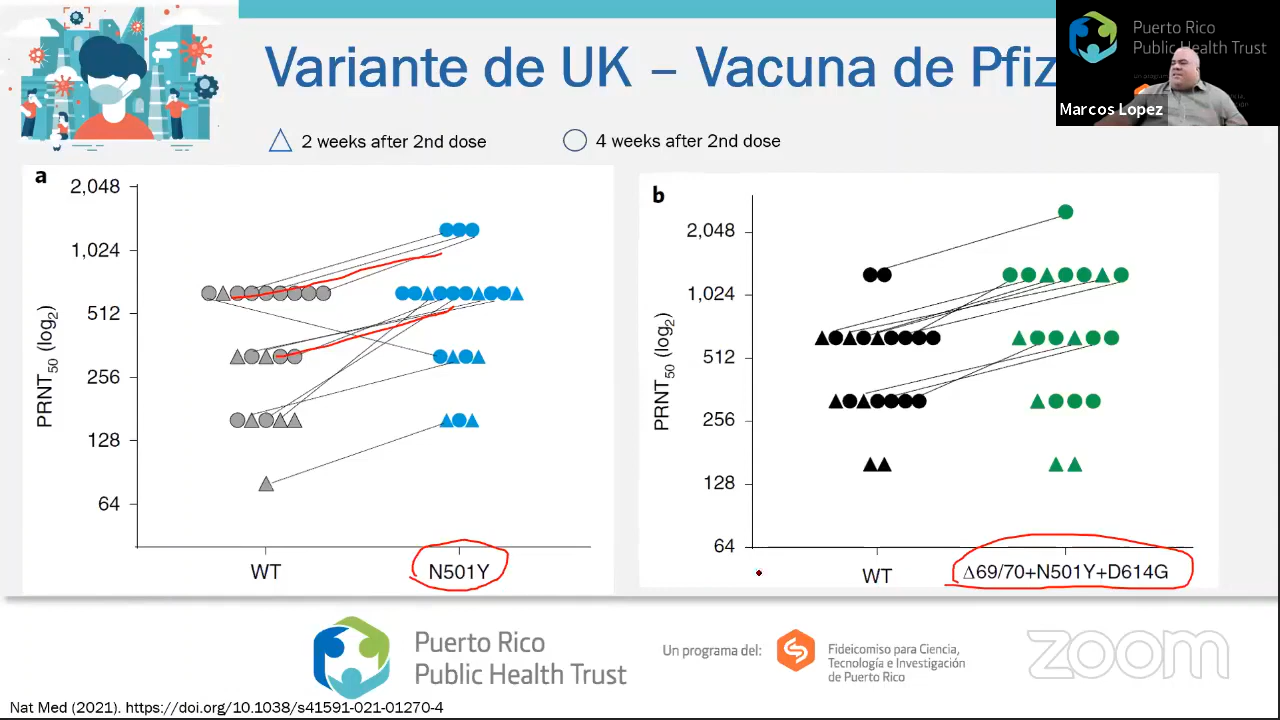 Variante de UK – Vacuna de Pfiz
Puerto Rico
Public Health Trust
Marcos Lopez
2 weeks after 2nd dose
4 weeks after 2nd dose
a
2,048
1,024
512
256
128
64
PRNT50 (log2)
WT
N501Y
b
2,048
1,024
512
256
128
64
PRNT50 (log2)
WT
Δ69/70+N501Y+D614G
Puerto Rico
Public Health Trust
Un programa del:
Fideicomiso para Ciencia,
Tecnología e Investigación
de Puerto Rico
zoom
Nat Med (2021). https://doi.org/10.1038/s41591-021-01270-4